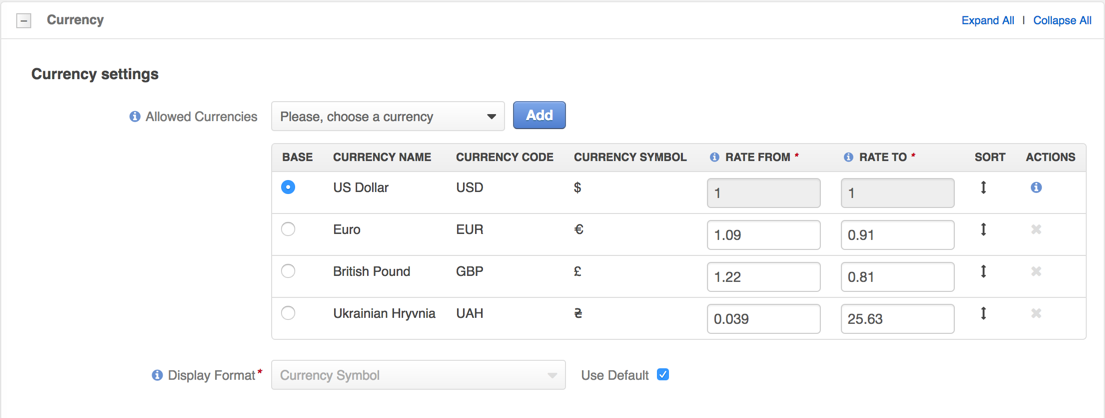 Currency
Expand All | Collapse All
Currency settings
Allowed Currencies Please, choose a currency Add
BASE CURRENCY NAME CURRENCY CODE CURRENCY SYMBOL RATE FROM * RATE TO * SORT ACTIONS
US Dollar USD $ 1 1
Euro EUR € 1.09 0.91
British Pound GBP £ 1.22 0.81
Ukrainian Hryvnia UAH ₴ 0.039 25.63
Display Format* Currency Symbol Use Default